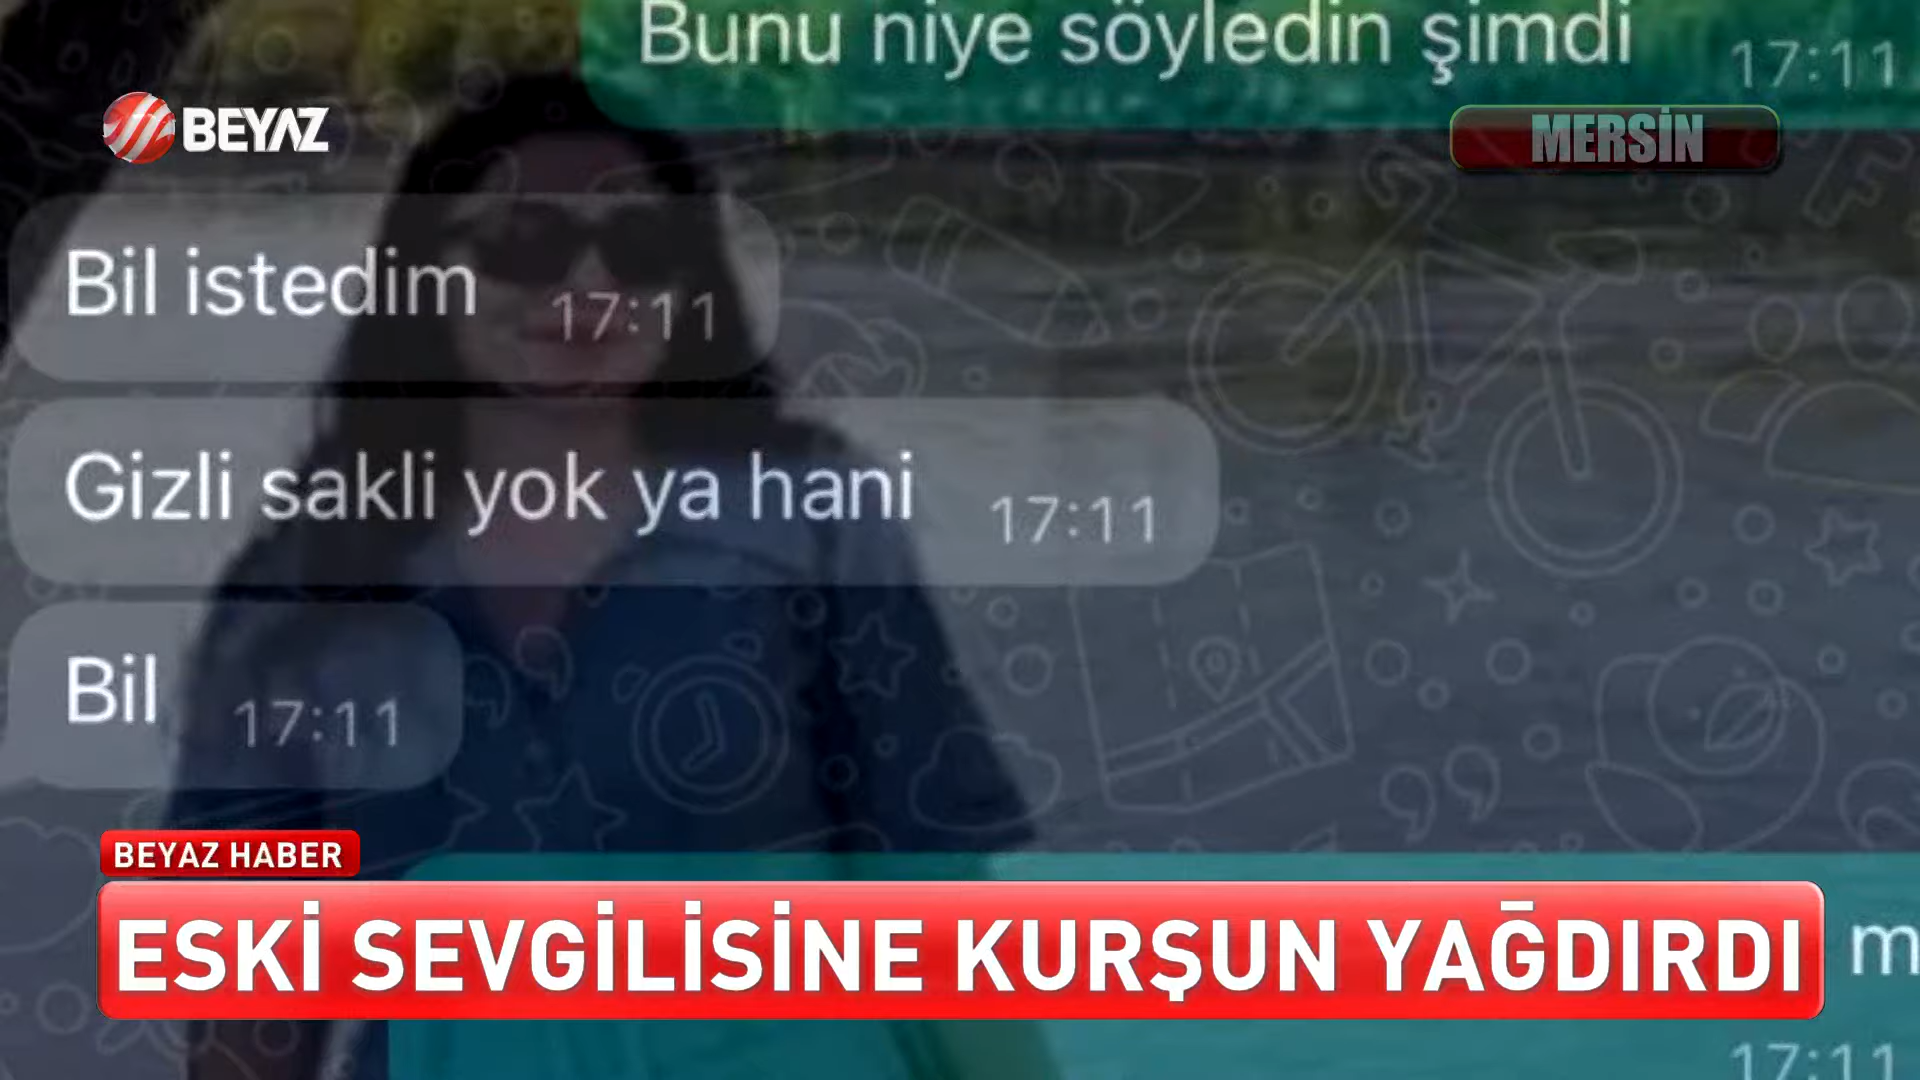 Bunu niye söyledin şimdi 17:11
BEYAZ
MERSİN
Bil istedim 17:11
Gizli sakli yok ya hani 17:11
Bil 17:11
BEYAZ HABER
ESKİ SEVGİLİSİNE KURŞUN YAĞDIRDI
m
17:11